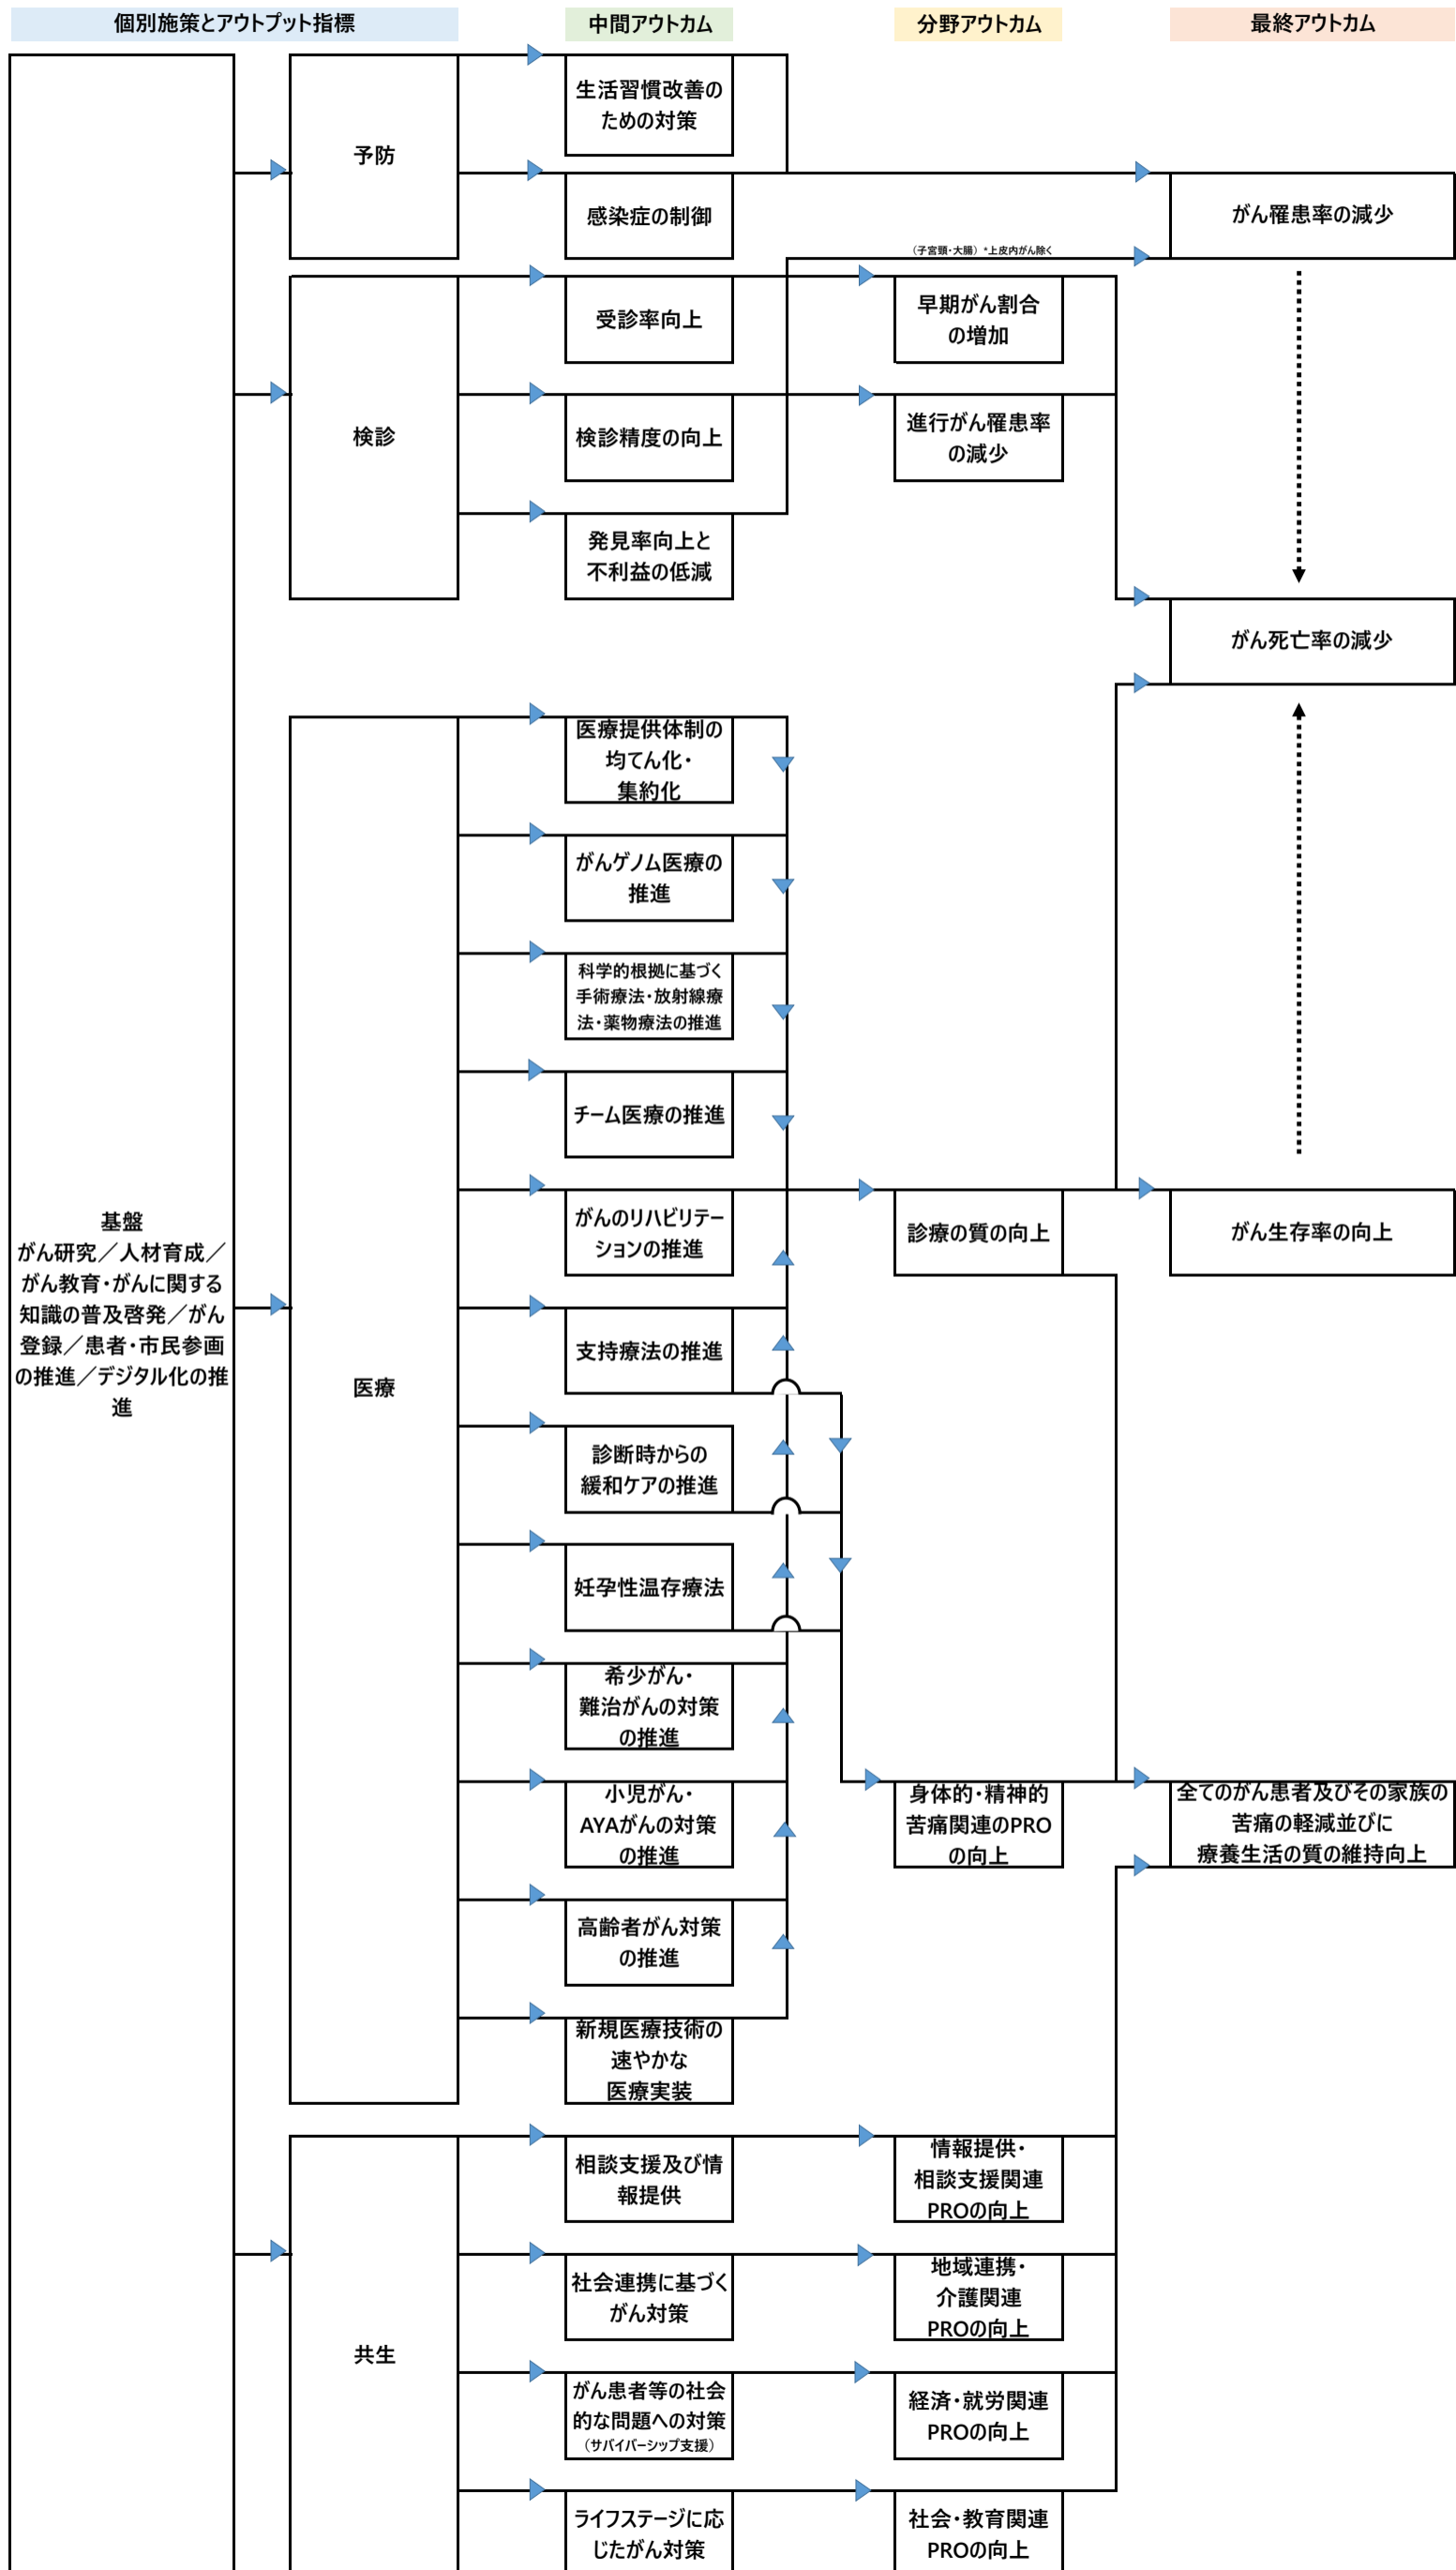 個別施策とアウトプット指標
中間アウトカム
分野アウトカム
最終アウトカム
基盤
がん研究／人材育成／
がん教育・がんに関する
知識の普及啓発／がん
登録／患者・市民参画
の推進／デジタル化の推
進
予防
生活習慣改善の
ための対策
感染症の制御
がん罹患率の減少
（子宮頸・大腸）*上皮内がん除く
検診
受診率向上
早期がん割合
の増加
検診精度の向上
進行がん罹患率
の減少
発見率向上と
不利益の低減
がん死亡率の減少
医療
医療提供体制の
均てん化・
集約化
がんゲノム医療の
推進
科学的根拠に基づく
手術療法・放射線療
法・薬物療法の推進
チーム医療の推進
がんのリハビリテー
ションの推進
診療の質の向上
がん生存率の向上
支持療法の推進
診断時からの
緩和ケアの推進
妊孕性温存療法
希少がん・
難治がんの対策
の推進
小児がん・
AYAがんの対策
の推進
身体的・精神的
苦痛関連のPRO
の向上
全てのがん患者及びその家族の
苦痛の軽減並びに
療養生活の質の維持向上
高齢者がん対策
の推進
新規医療技術の
速やかな
医療実装
共生
相談支援及び情
報提供
情報提供・
相談支援関連
PROの向上
社会連携に基づく
がん対策
地域連携・
介護関連
PROの向上
がん患者等の社会
的な問題への対策
（サバイバーシップ支援）
経済・就労関連
PROの向上
ライフステージに応
じたがん対策
社会・教育関連
PROの向上